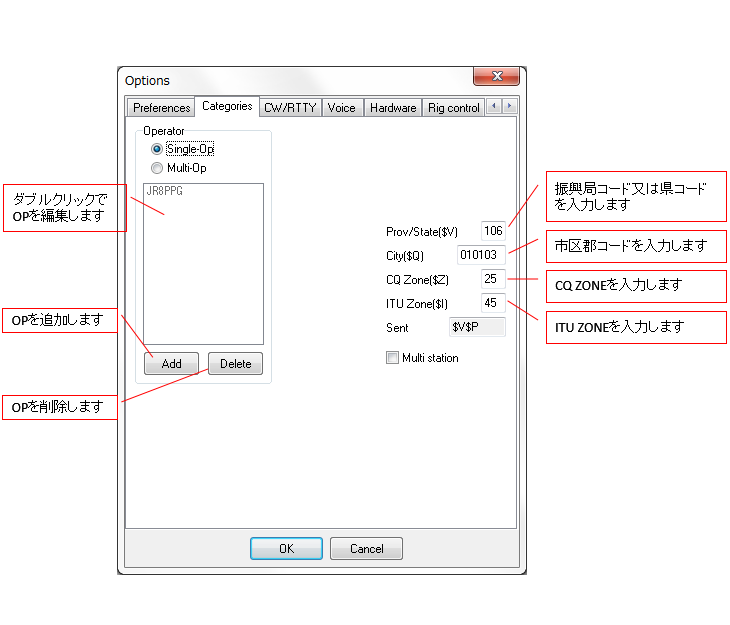 Options
Preferences
Categories
CW/RTTY
Voice
Hardware
Rig control
Operator
Single-Op
Multi-Op
JR8PPG
ダブルクリックで
OPを編集します
Prov/State($V)
106
City($Q)
010103
CQ Zone($Z)
25
ITU Zone($I)
45
Sent
$V$P
Multi station
振興局コード又は県コード
を入力します
市区郡コードを入力します
CQ ZONEを入力します
ITU ZONEを入力します
OPを追加します
Add
Delete
OPを削除します
OK
Cancel